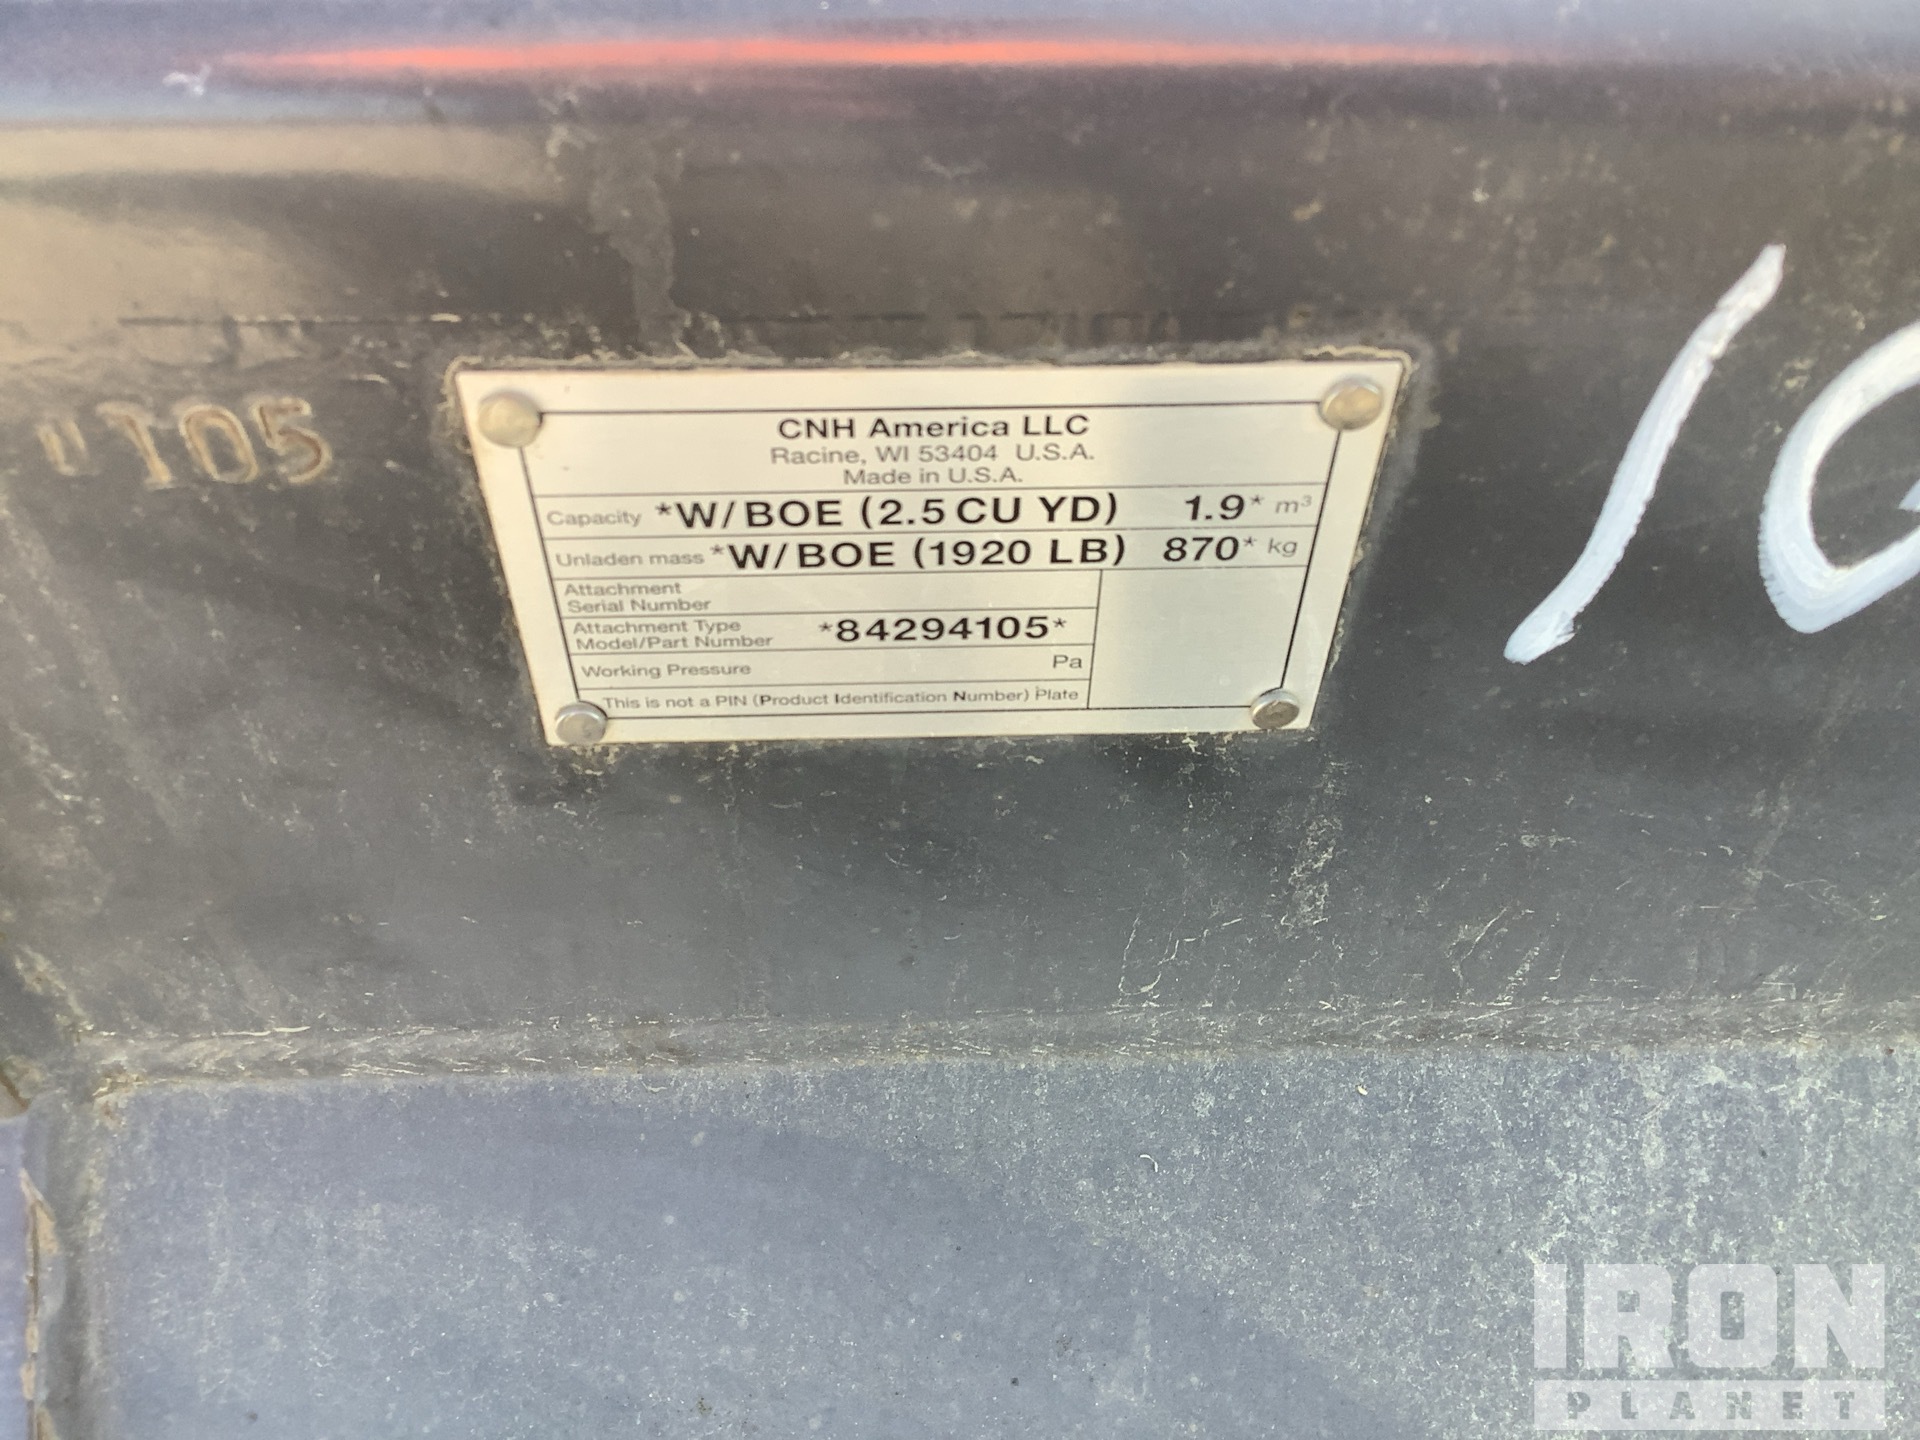 "105
CNH America LLC
Racine, WI 53404 U.S.A.
Made in U.S.A.
Capacity *W/BOE (2.5 CU YD) 1.9* m³
Unladen mass *W/BOE (1920 LB) 870* kg
Attachment
Serial Number
Attachment Type
Model/Part Number *84294105*
Working Pressure Pa
This is not a PIN (Product Identification Number) Plate
IRON
PLANET